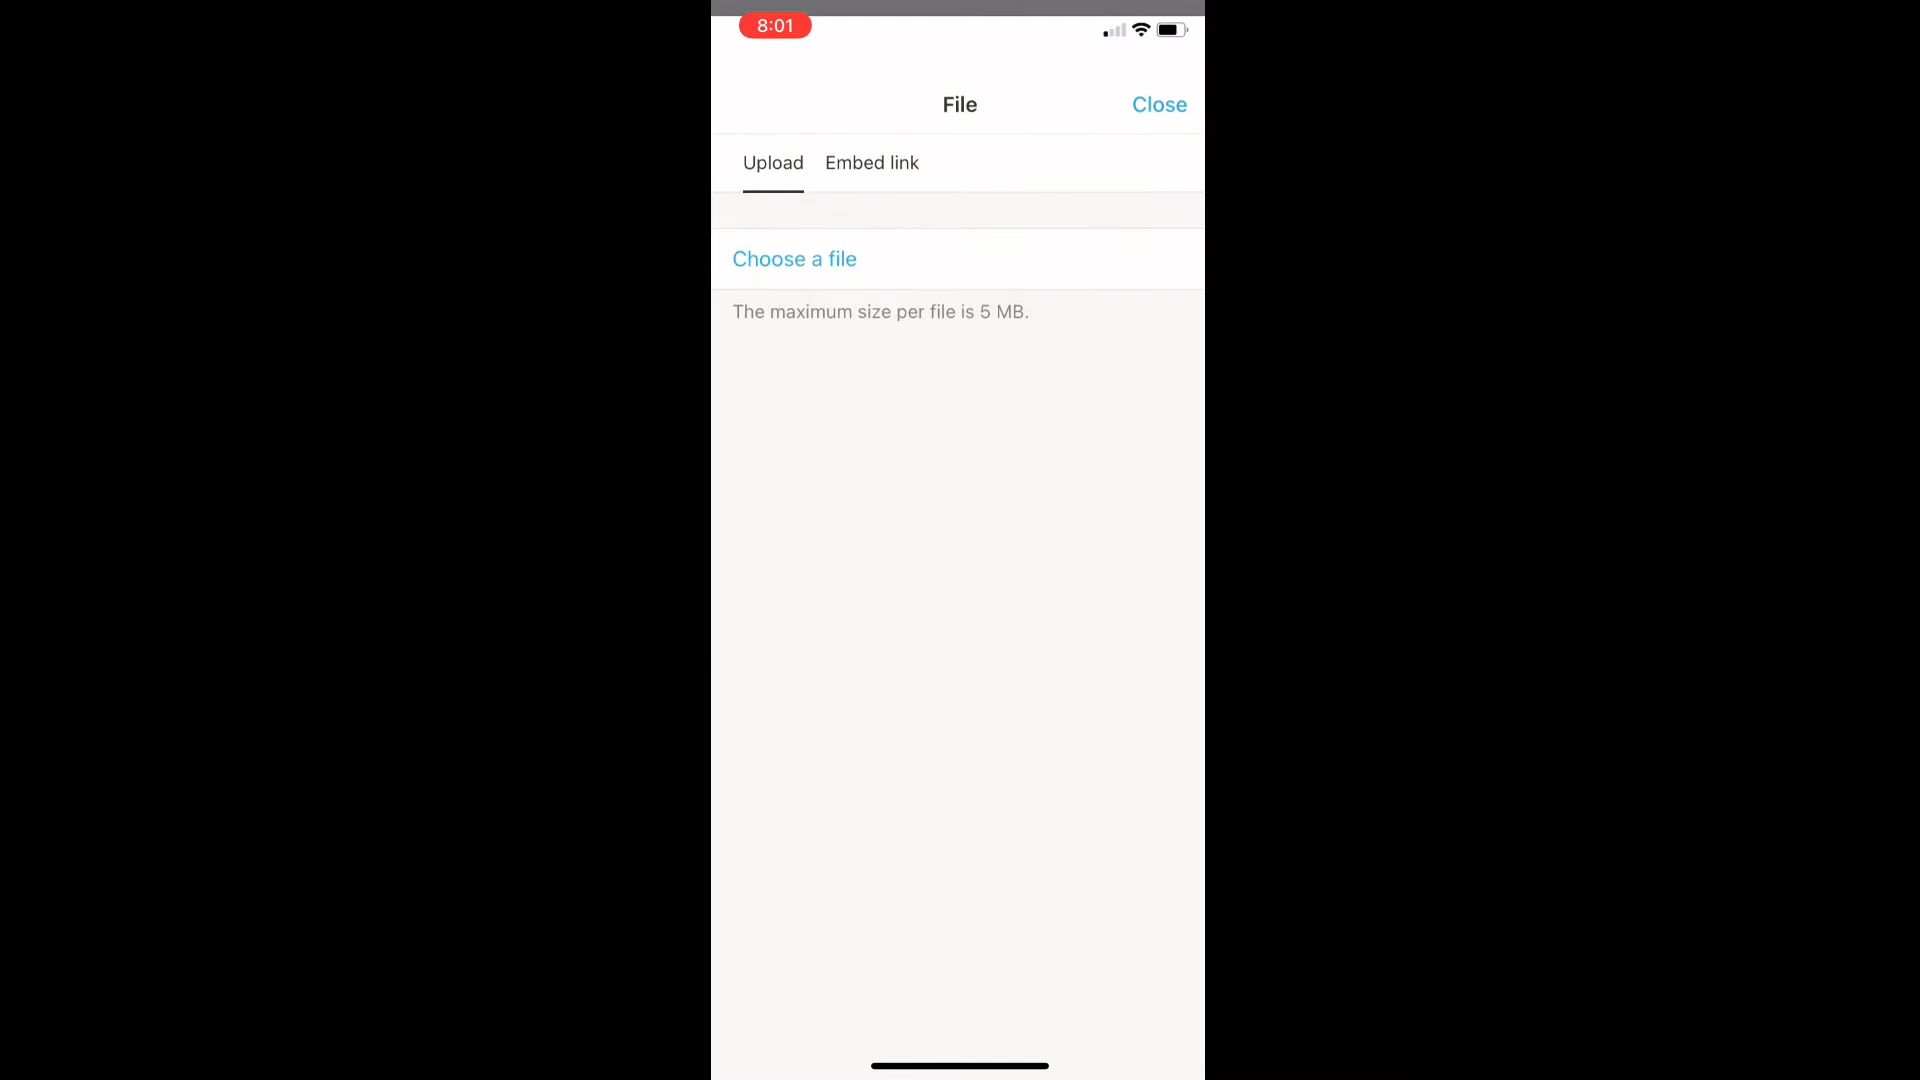 8:01
File
Close
Upload Embed link
Choose a file
The maximum size per file is 5 MB.